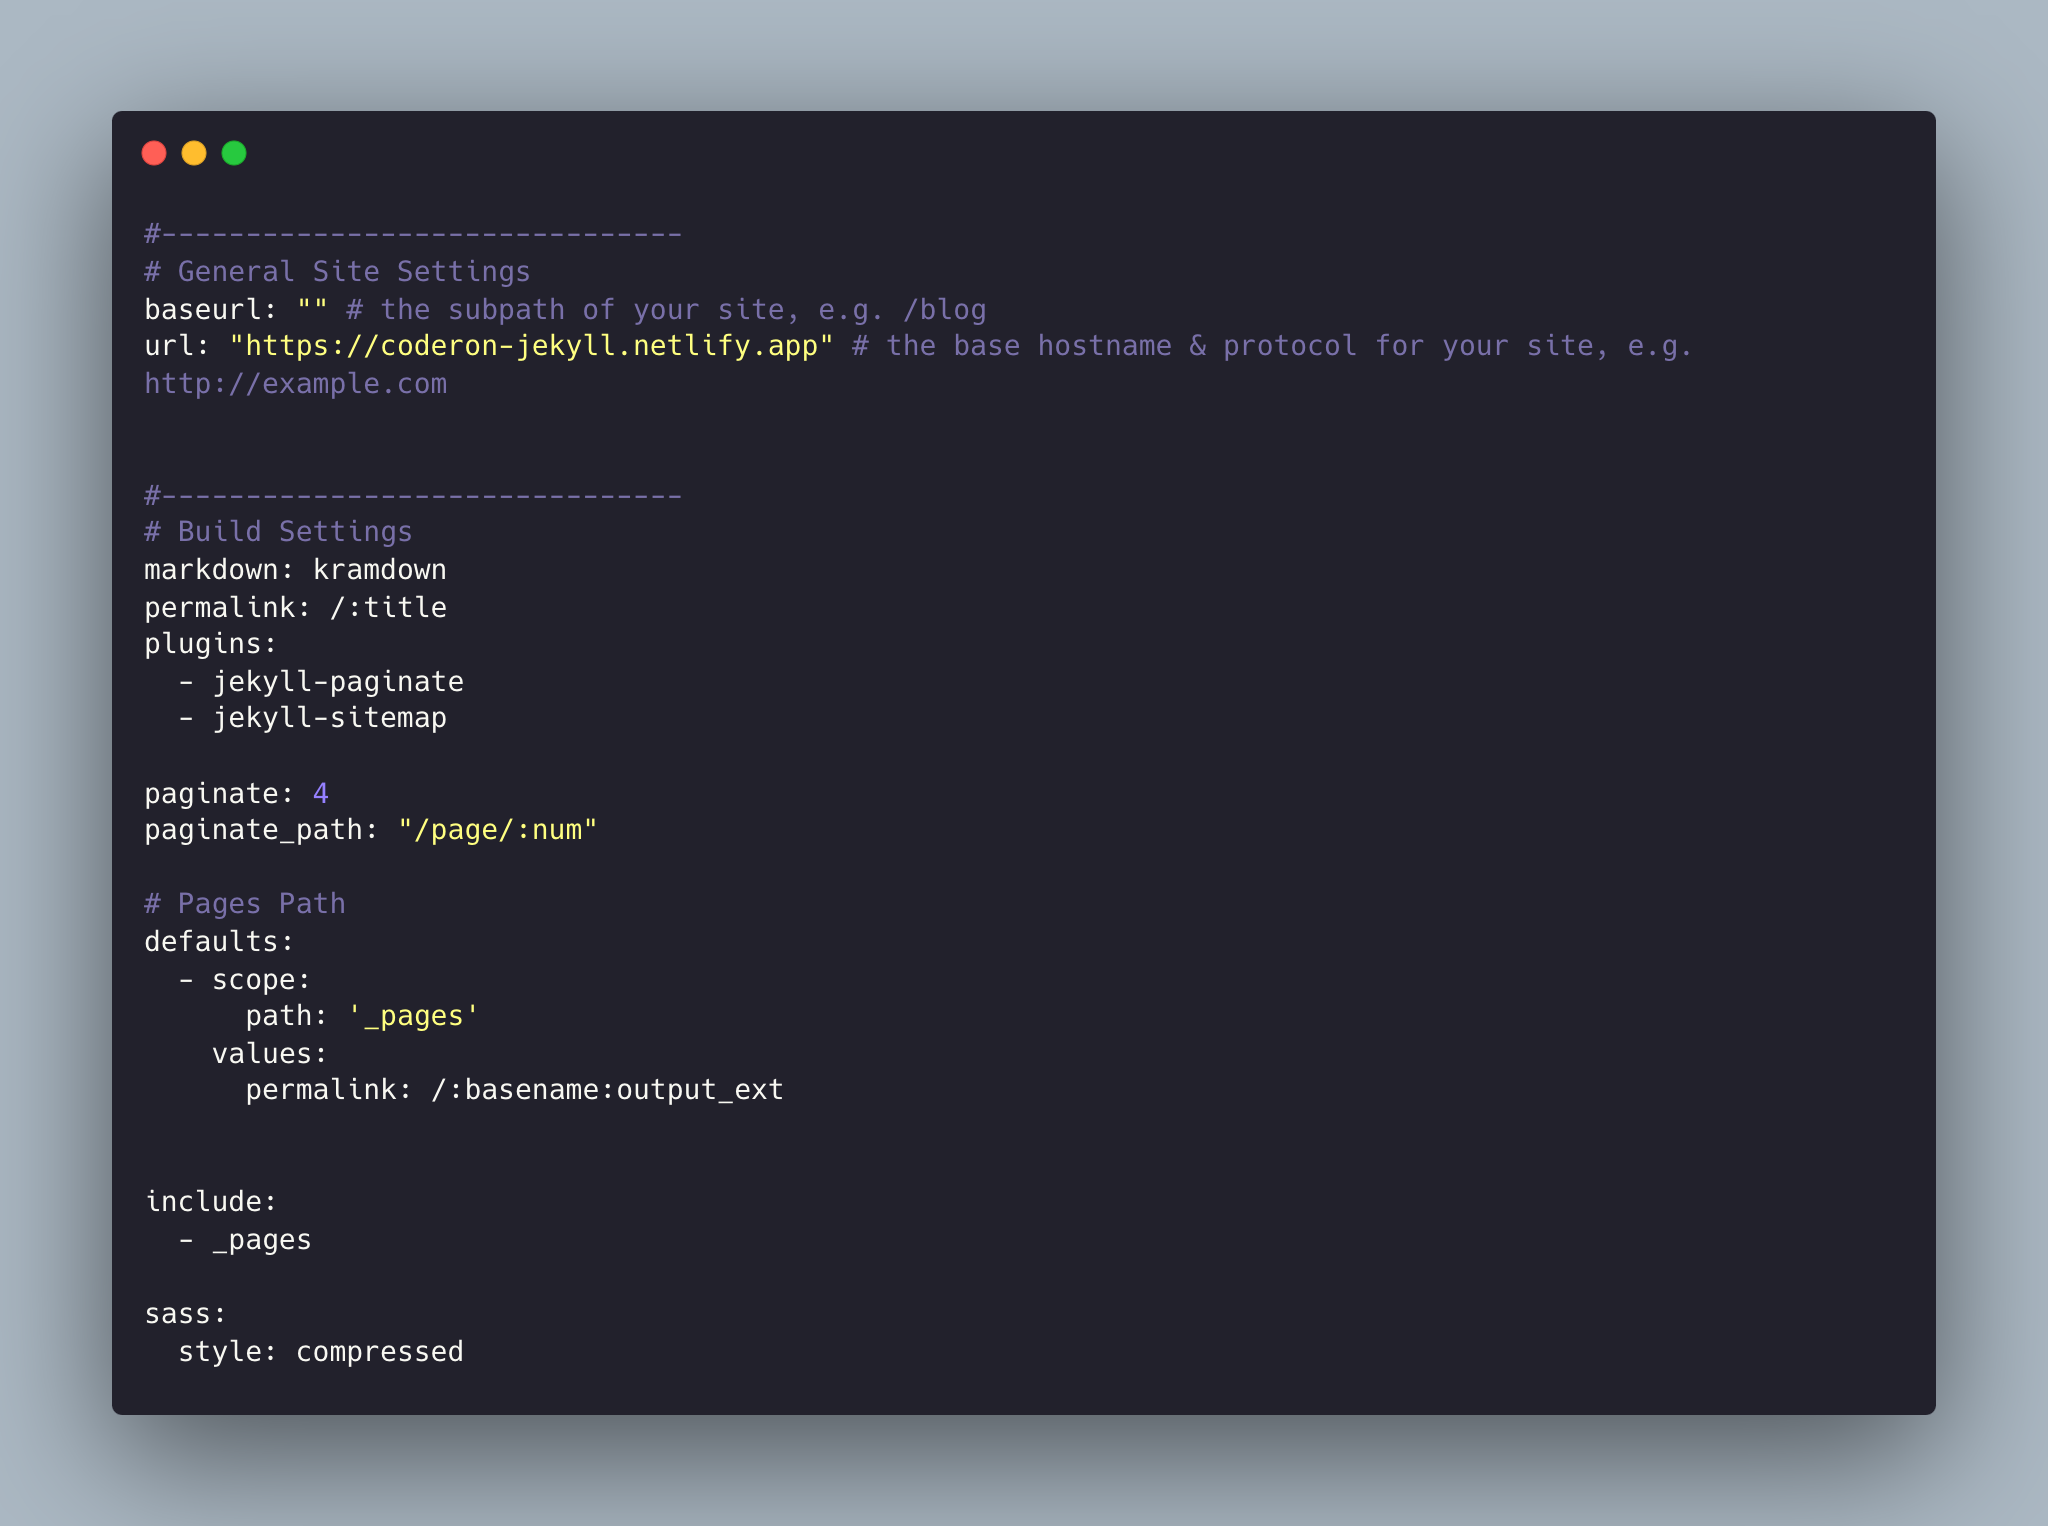 #-------------------------------
# General Site Settings
baseurl: "" # the subpath of your site, e.g. /blog
url: "https://coderon-jekyll.netlify.app" # the base hostname & protocol for your site, e.g.
http://example.com
#-------------------------------
# Build Settings
markdown: kramdown
permalink: /:title
plugins:
  - jekyll-paginate
  - jekyll-sitemap
paginate: 4
paginate_path: "/page/:num"
# Pages Path
defaults:
  - scope:
      path: '_pages'
    values:
      permalink: /:basename:output_ext
include:
  - _pages
sass:
  style: compressed